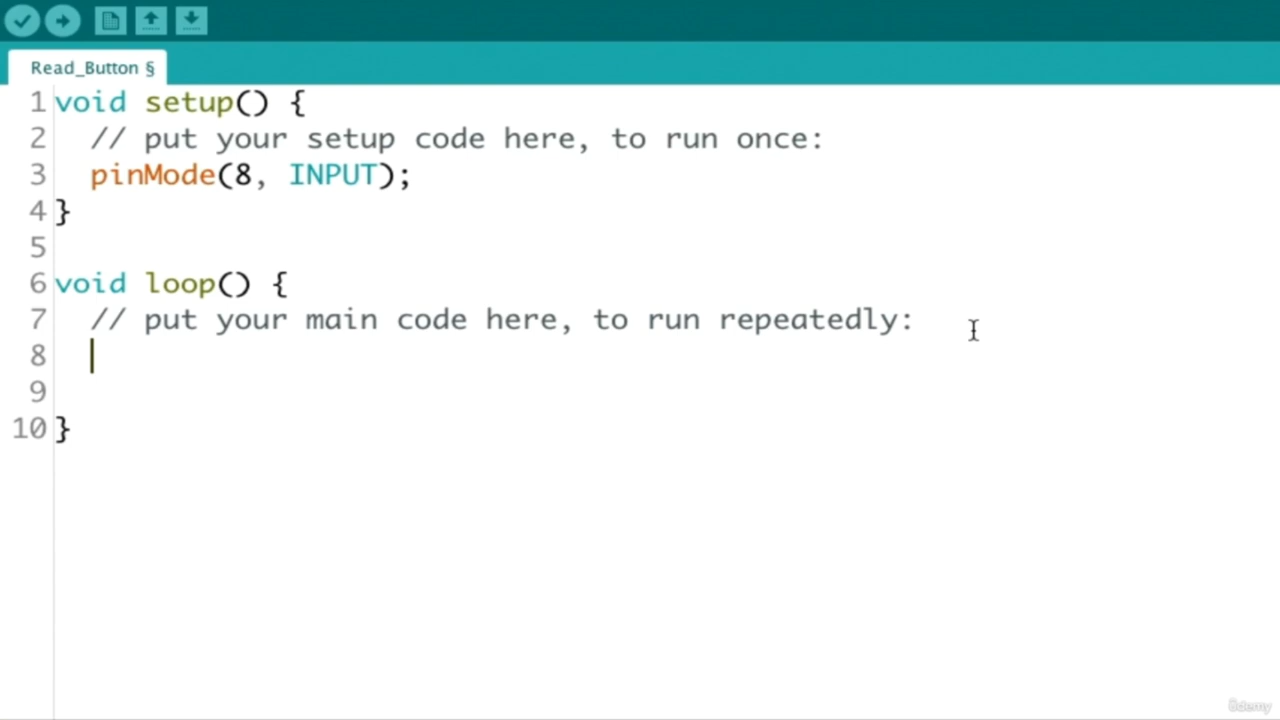 Read_Button §
1 void setup() {
2 // put your setup code here, to run once:
3 pinMode(8, INPUT);
4 }
5
6 void loop() {
7 // put your main code here, to run repeatedly:
8
9
10 }
ûdemy